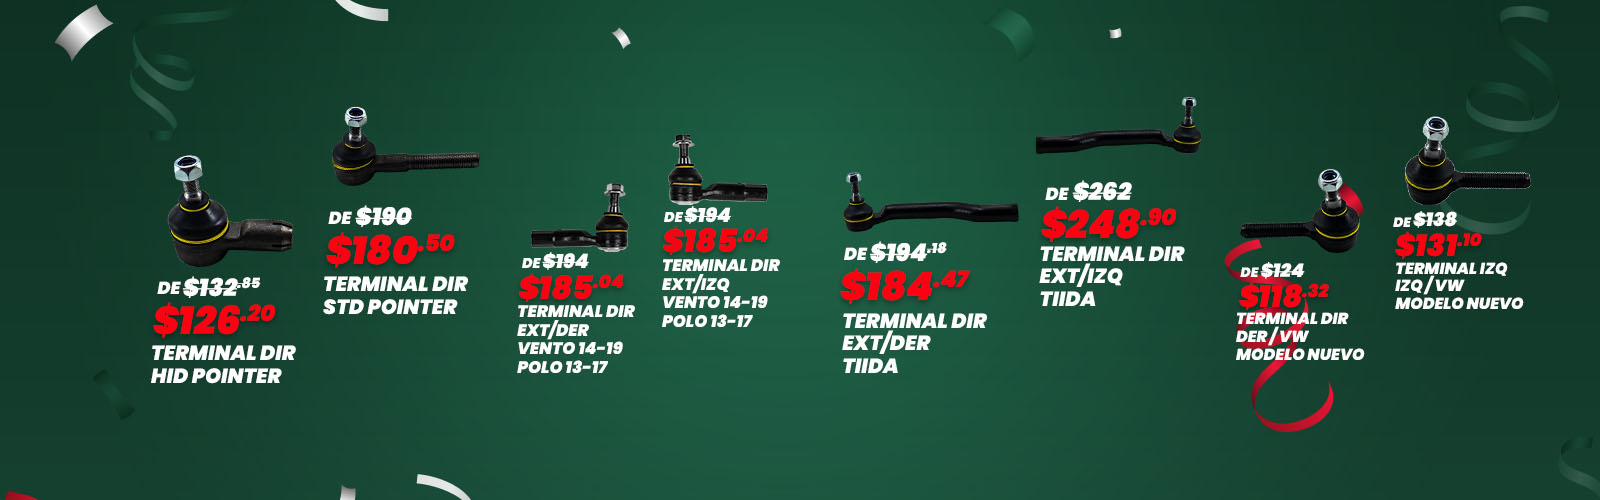 DE $132.85
$126.20
TERMINAL DIR
HID POINTER
DE $190
$180.50
TERMINAL DIR
STD POINTER
DE $194
$185.04
TERMINAL DIR
EXT/DER
VENTO 14-19
POLO 13-17
DE $194
$185.04
TERMINAL DIR
EXT/IZQ
VENTO 14-19
POLO 13-17
DE $194.18
$184.47
TERMINAL DIR
EXT/DER
TIIDA
DE $262
$248.90
TERMINAL DIR
EXT/IZQ
TIIDA
DE $124
$118.32
TERMINAL DIR
DER/VW
MODELO NUEVO
DE $138
$131.10
TERMINAL IZQ
IZQ/VW
MODELO NUEVO